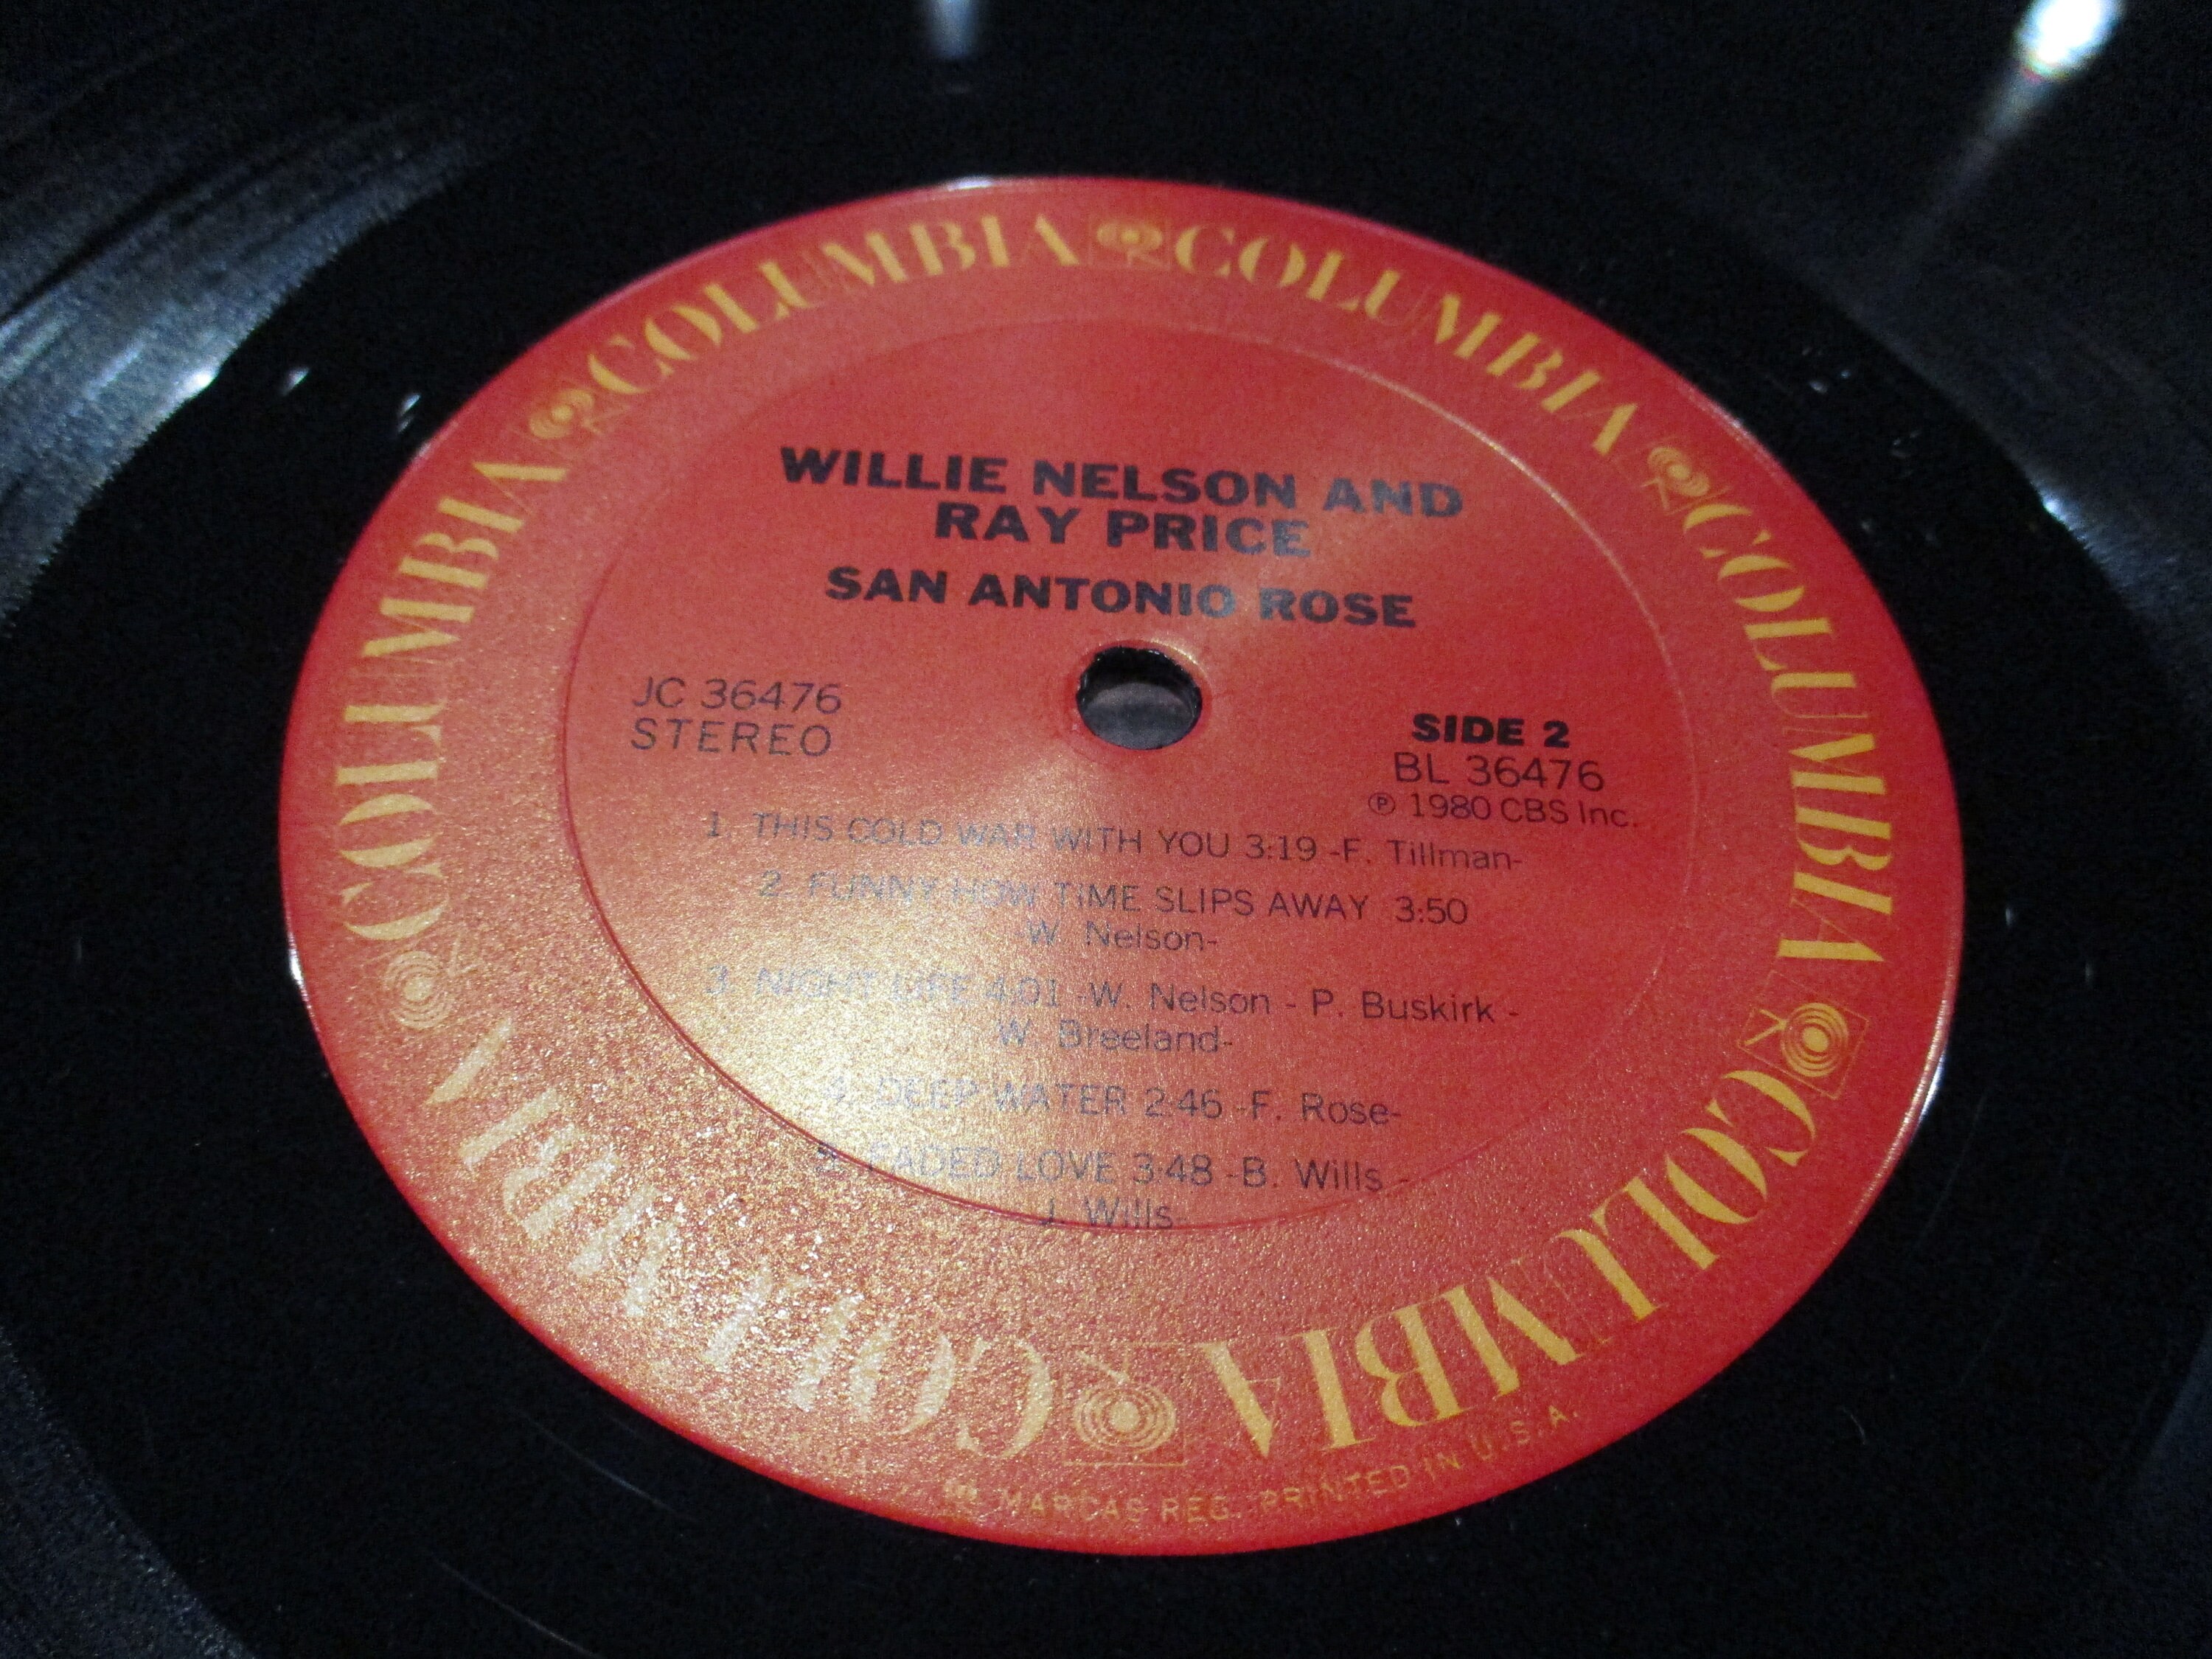 COLUMBIA COLUMBIA COLUMBIA COLUMBIA COLUMBIA COLUMBIA
WILLIE NELSON AND
RAY PRICE
SAN ANTONIO ROSE
JC 36476
STEREO
SIDE 2
BL 36476
℗ 1980 CBS Inc.
1. THIS COLD WAR WITH YOU 3:19 -F. Tillman-
2. FUNNY HOW TIME SLIPS AWAY 3:50
-W. Nelson-
3. NIGHT LIFE 4:01 -W. Nelson - P. Buskirk -
W. Breeland-
4. DEEP WATER 2:46 -F. Rose-
5. FADED LOVE 3:48 -B. Wills -
J. Wills-
MARCAS REG. PRINTED IN U.S.A.